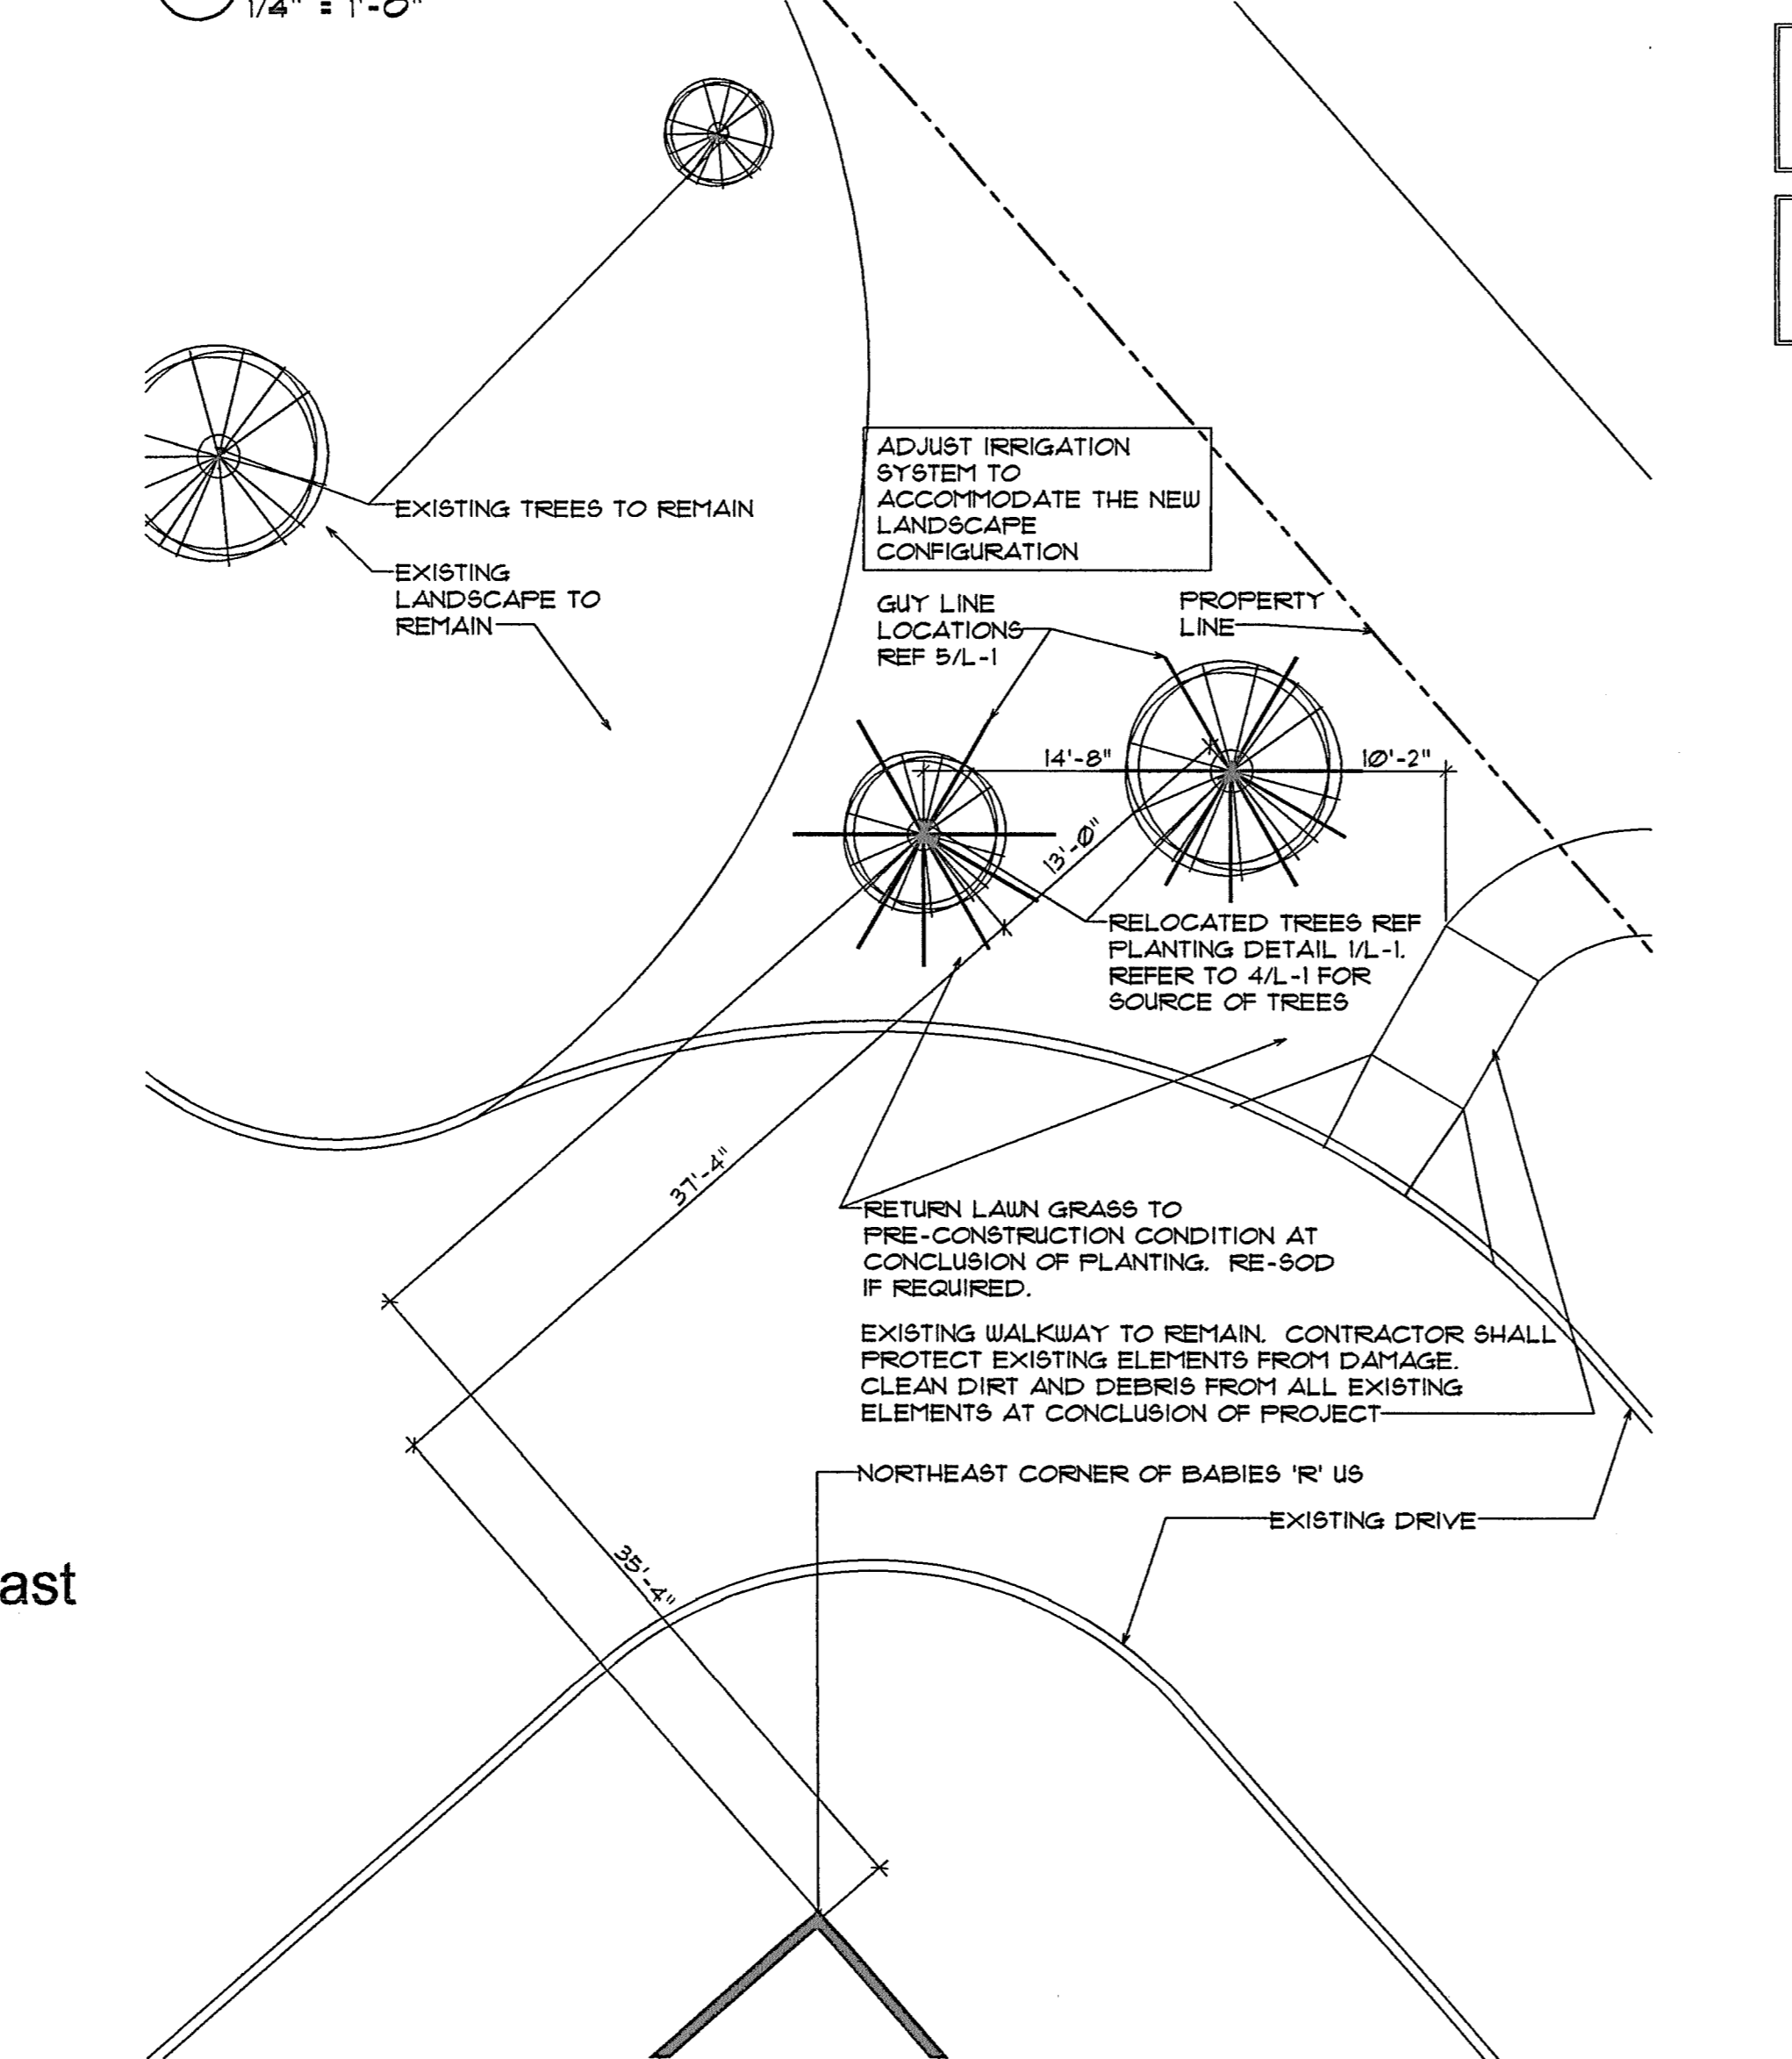 1/4" = 1'-0"
EXISTING TREES TO REMAIN
EXISTING
LANDSCAPE TO
REMAIN
ADJUST IRRIGATION
SYSTEM TO
ACCOMMODATE THE NEW
LANDSCAPE
CONFIGURATION
GUY LINE
LOCATIONS
REF 5/L-1
PROPERTY
LINE
14'-8"
10'-2"
13'-0"
RELOCATED TREES REF
PLANTING DETAIL 1/L-1.
REFER TO 4/L-1 FOR
SOURCE OF TREES
37'-4"
RETURN LAWN GRASS TO
PRE-CONSTRUCTION CONDITION AT
CONCLUSION OF PLANTING. RE-SOD
IF REQUIRED.
EXISTING WALKWAY TO REMAIN. CONTRACTOR SHALL
PROTECT EXISTING ELEMENTS FROM DAMAGE.
CLEAN DIRT AND DEBRIS FROM ALL EXISTING
ELEMENTS AT CONCLUSION OF PROJECT
NORTHEAST CORNER OF BABIES 'R' US
EXISTING DRIVE
35'-4"
ast